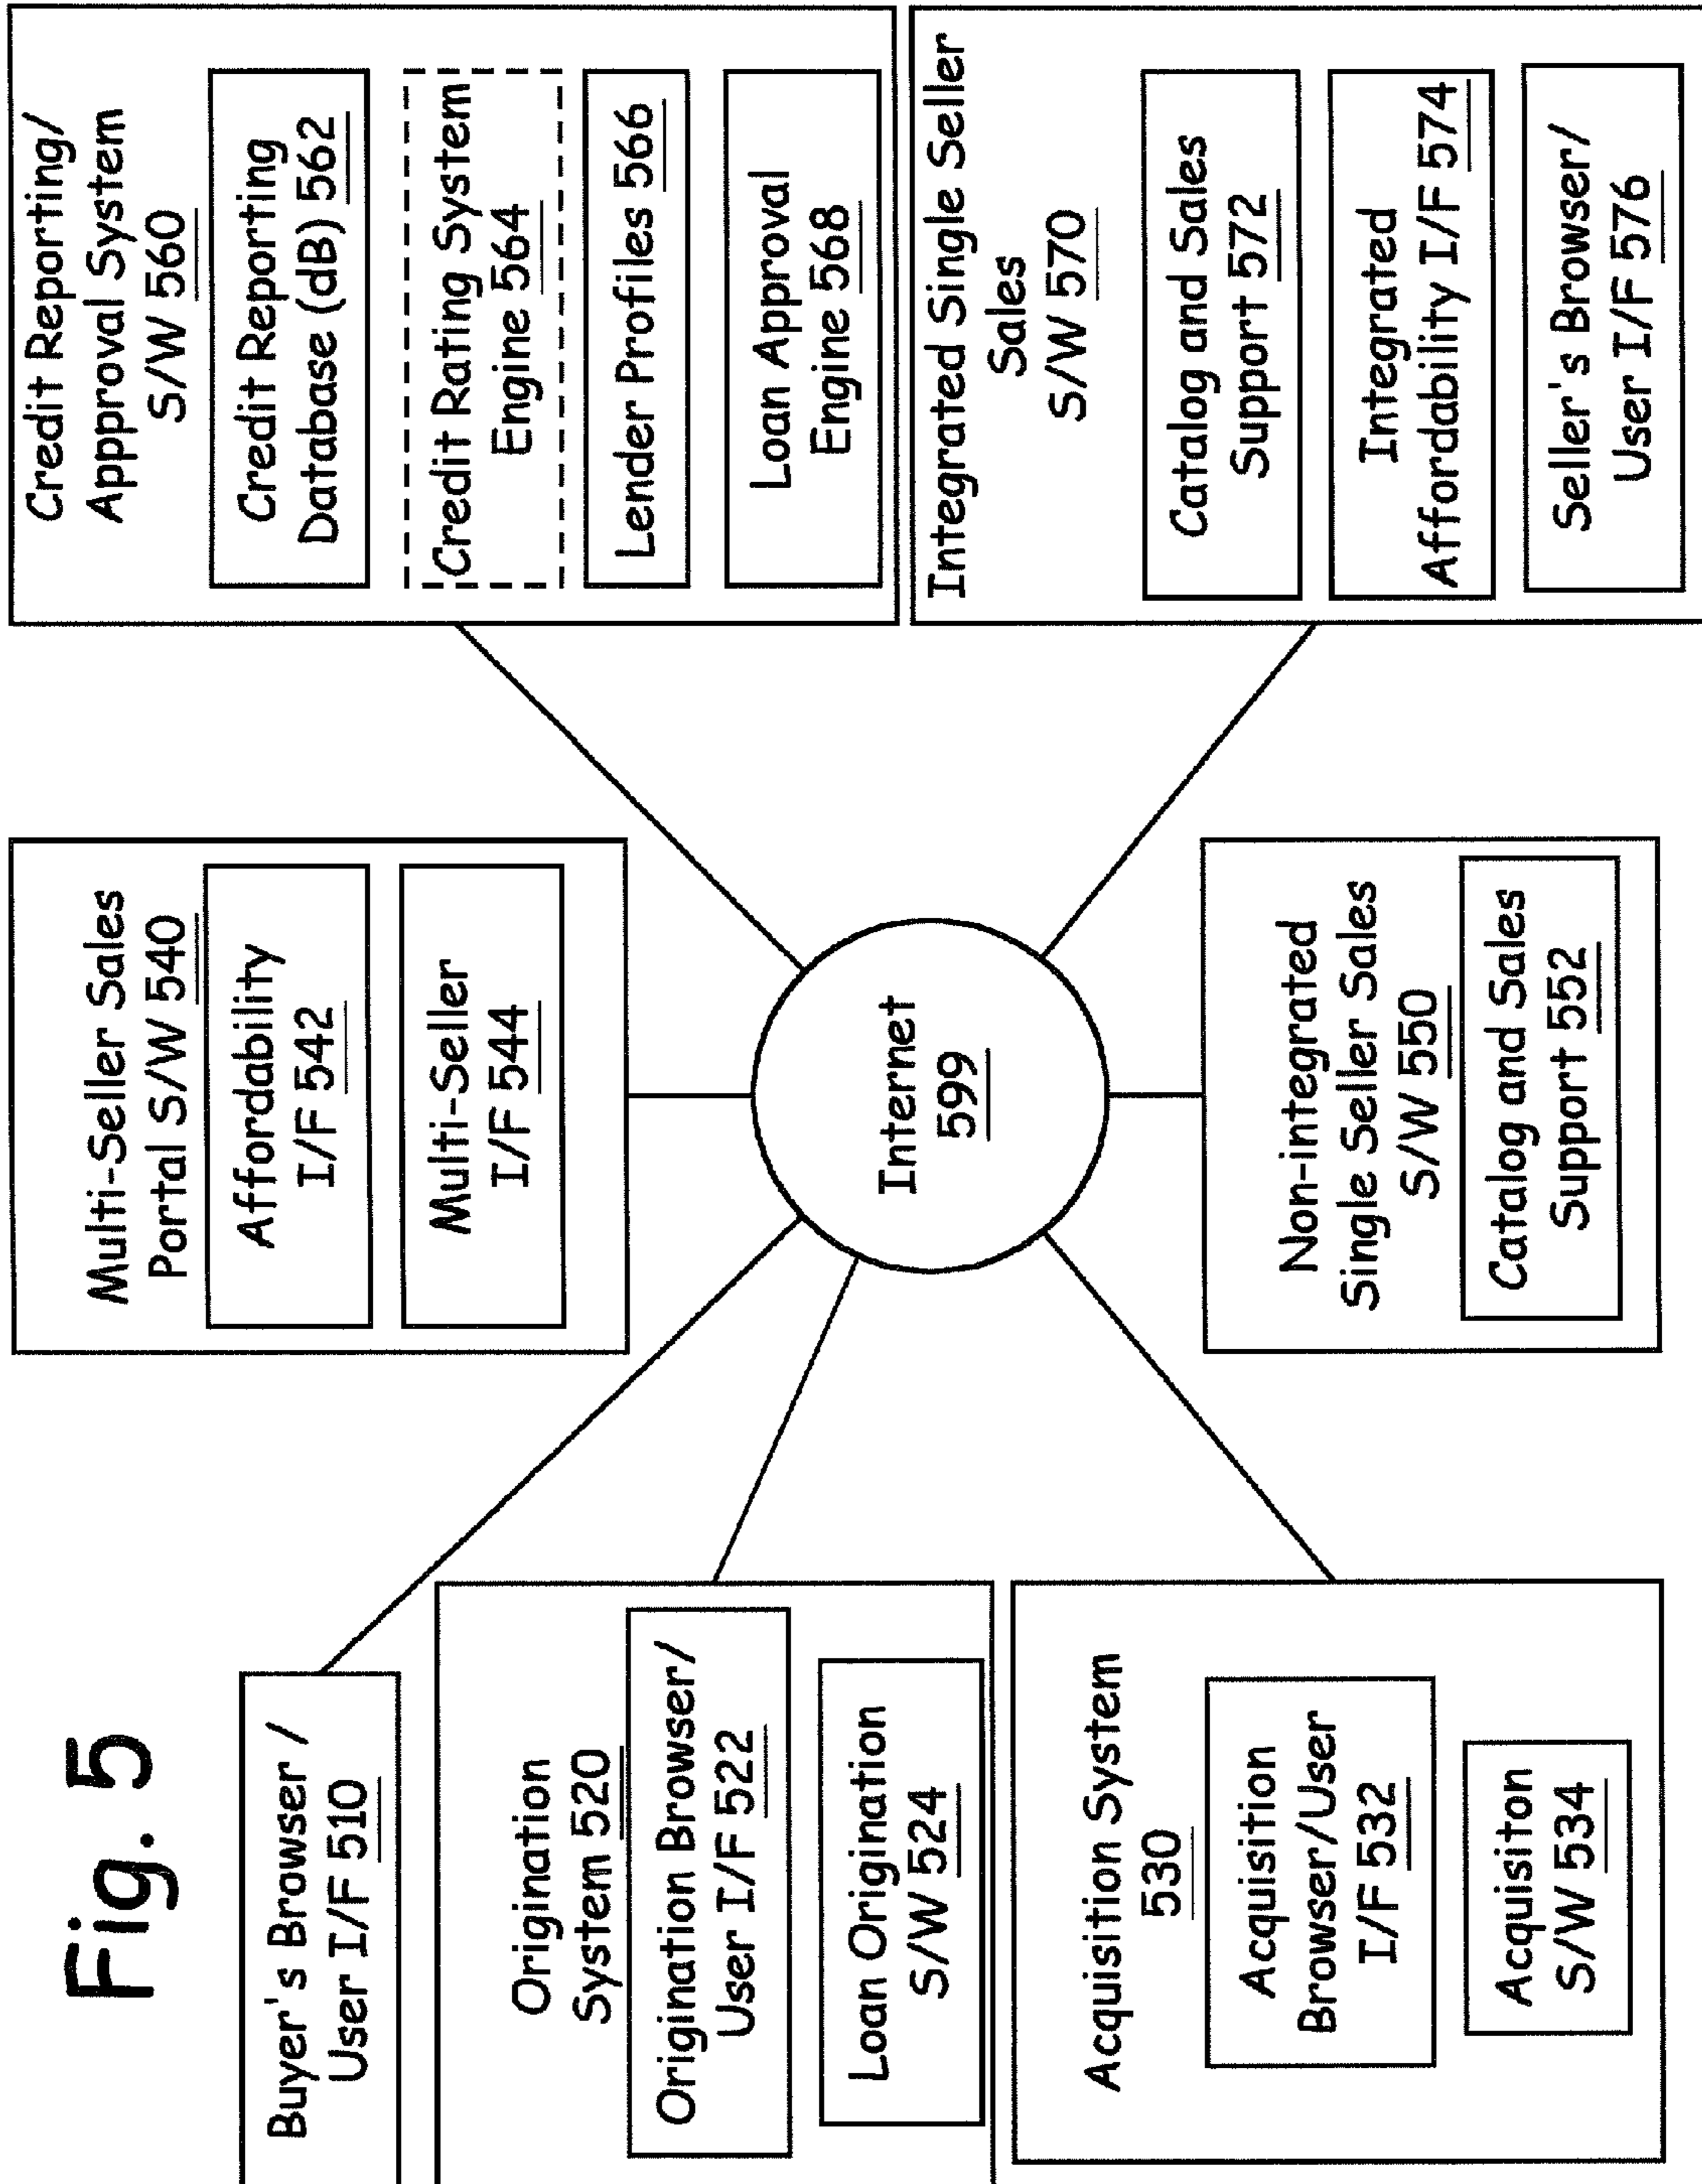 Fig. 5
Buyer's Browser /
User I/F 510
Origination
System 520
Origination Browser/
User I/F 522
Loan Origination
S/W 524
Acquisition System
530
Acquisition
Browser/User
I/F 532
Acquisiton
S/W 534
Multi-Seller Sales
Portal S/W 540
Affordability
I/F 542
Multi-Seller
I/F 544
Internet
599
Non-integrated
Single Seller Sales
S/W 550
Catalog and Sales
Support 552
Credit Reporting/
Appproval System
S/W 560
Credit Reporting
Database (dB) 562
Credit Rating System
Engine 564
Lender Profiles 566
Loan Approval
Engine 568
Integrated Single Seller
Sales
S/W 570
Catalog and Sales
Support 572
Integrated
Affordability I/F 574
Seller's Browser/
User I/F 576